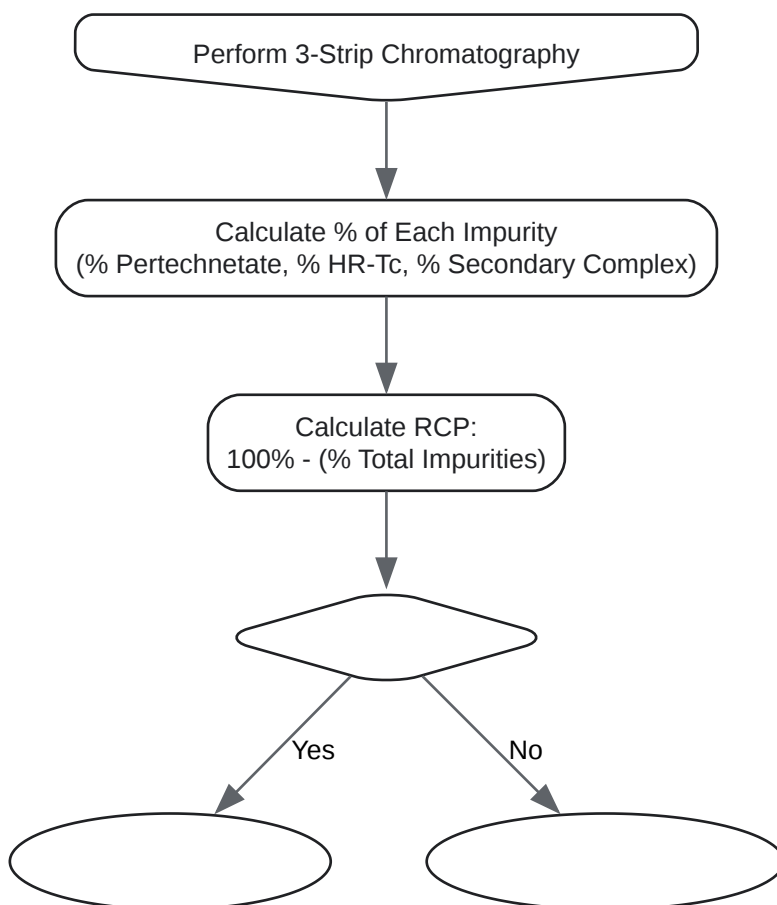 Perform 3-Strip Chromatography
Calculate % of Each Impurity
(% Pertechnetate, % HR-Tc, % Secondary Complex)
Calculate RCP:
100% - (% Total Impurities)
Yes
No